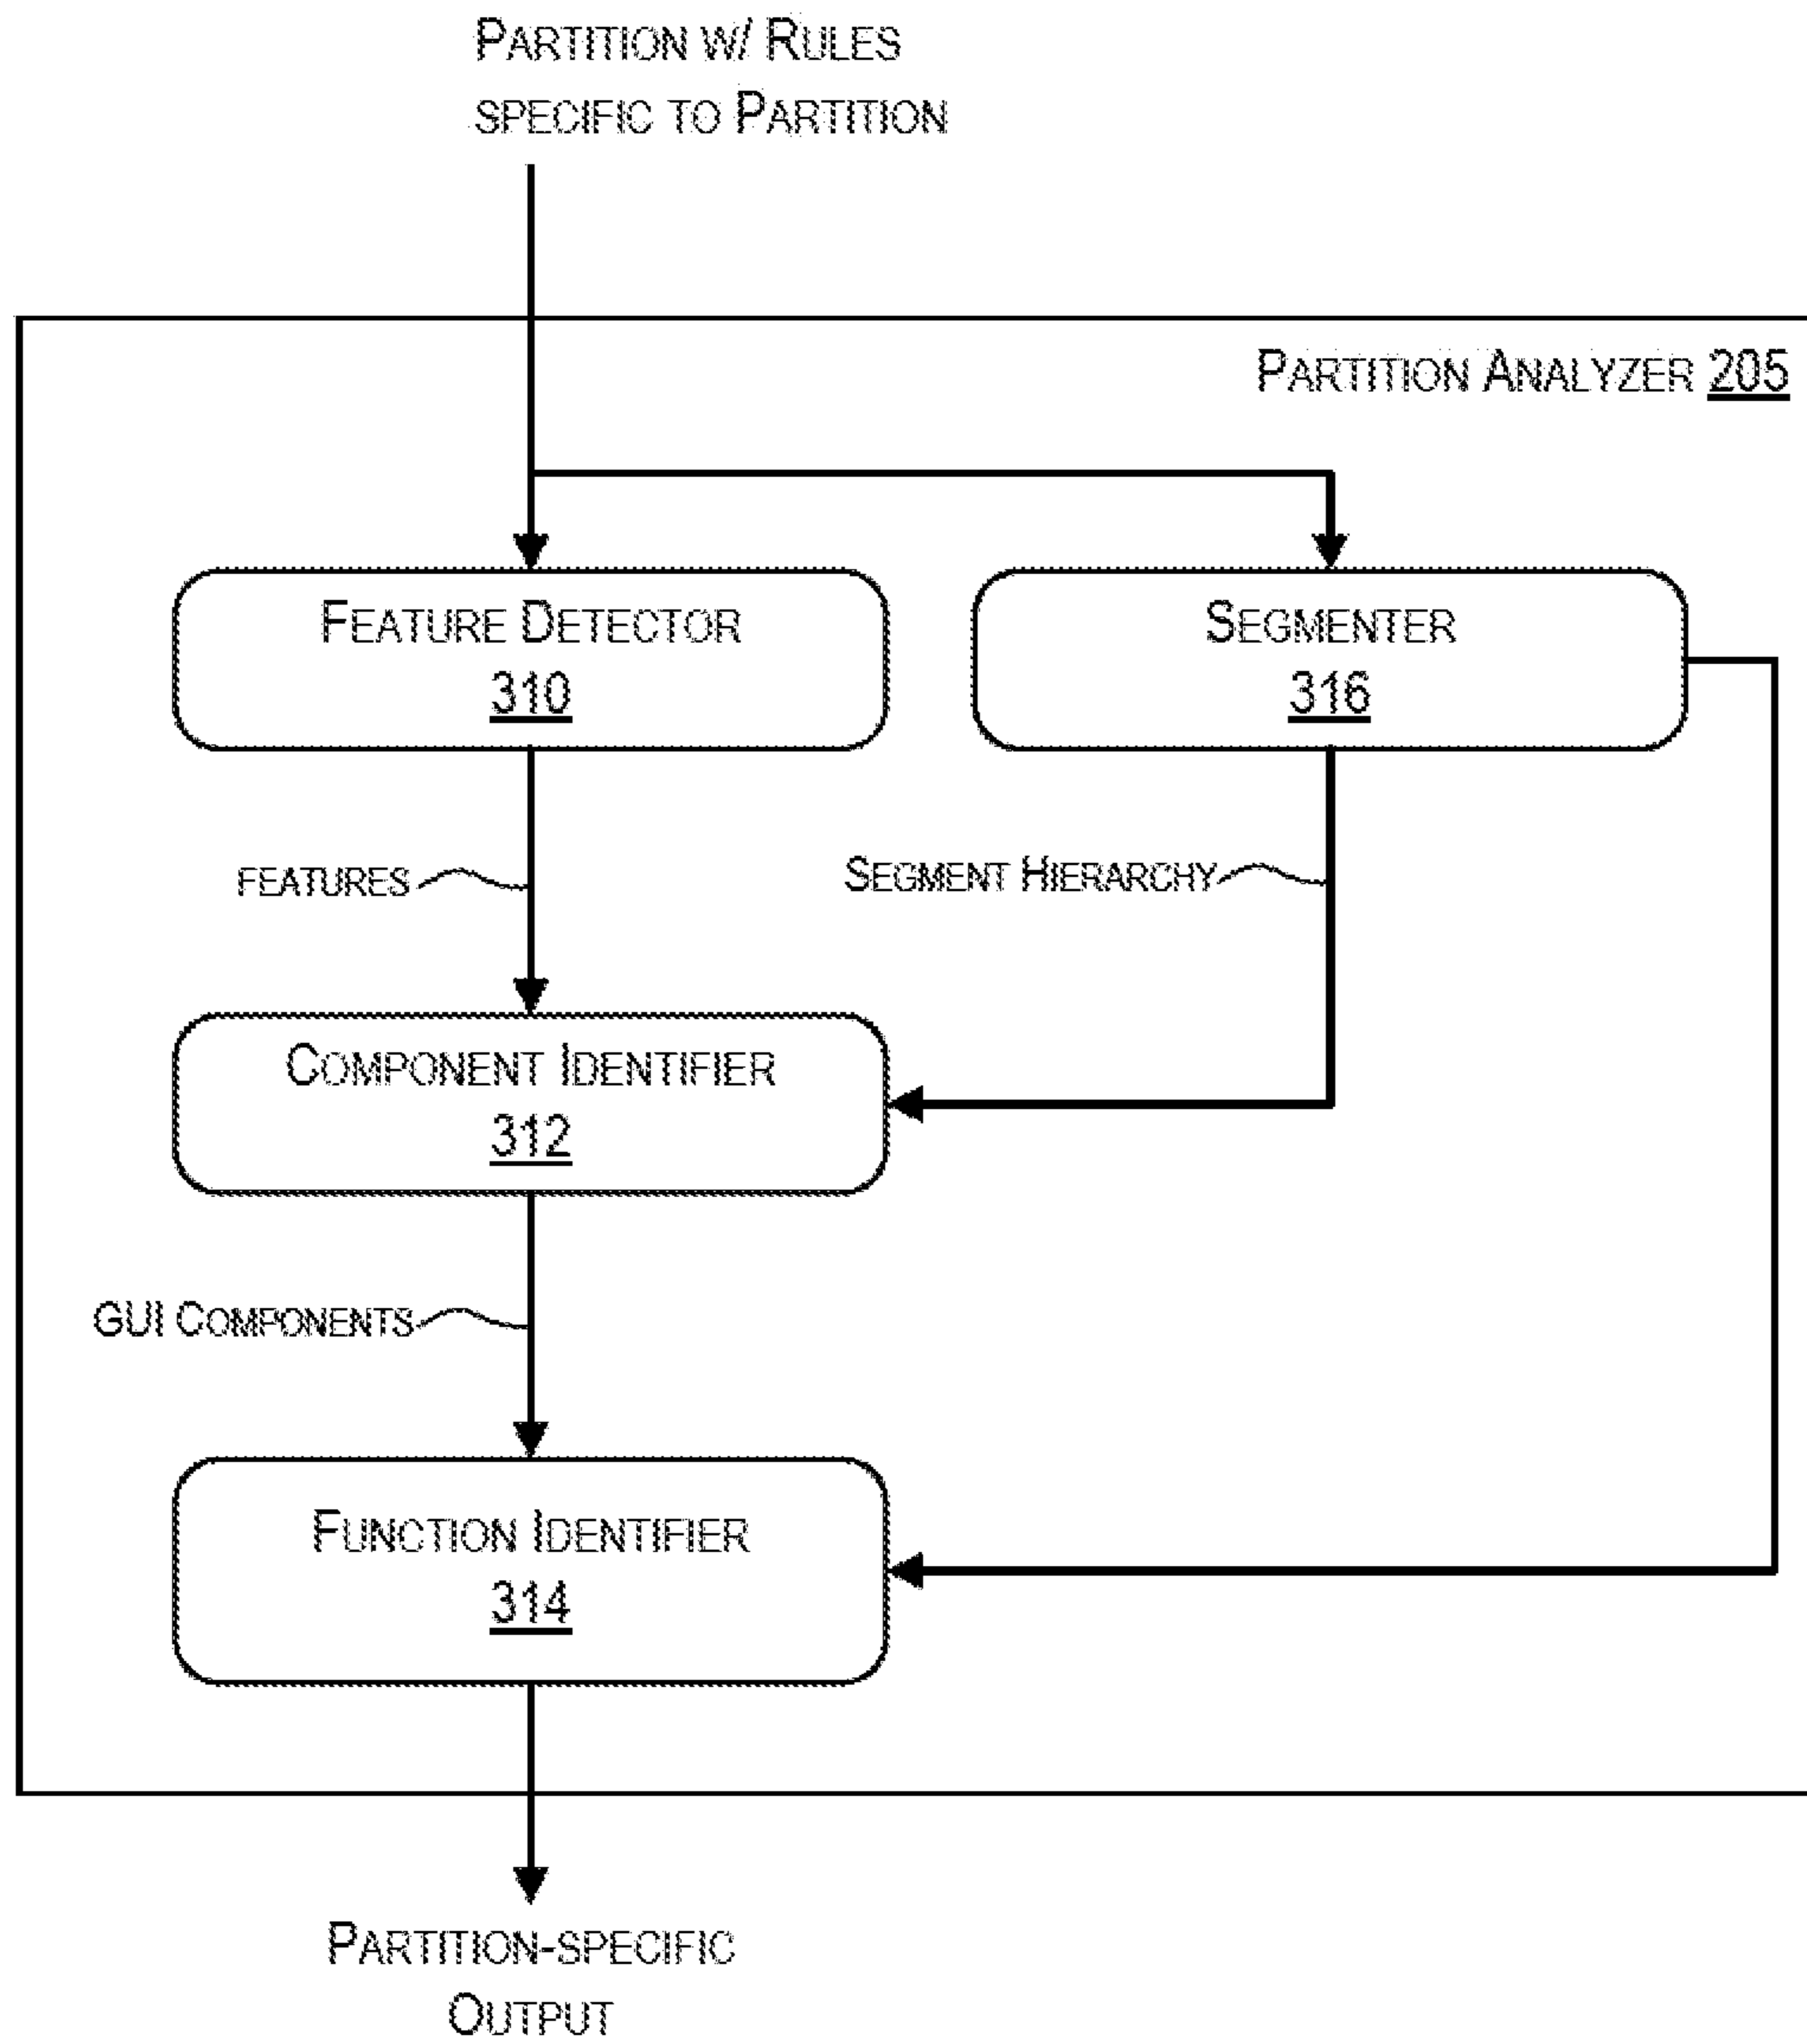 PARTITION W/ RULES
SPECIFIC TO PARTITION
PARTITION ANALYZER 205
FEATURE DETECTOR
310
SEGMENTER
316
FEATURES
SEGMENT HIERARCHY
COMPONENT IDENTIFIER
312
GUI COMPONENTS
FUNCTION IDENTIFIER
314
PARTITION-SPECIFIC
OUTPUT